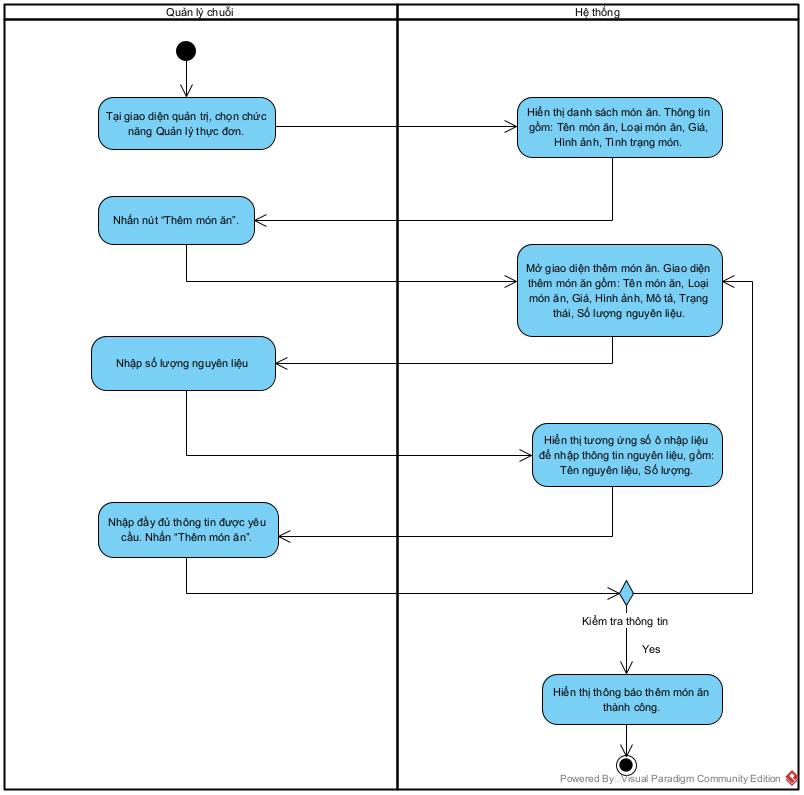 Quản lý chuỗi
Hệ thống
Tại giao diện quản trị, chọn chức
năng Quản lý thực đơn.
Hiển thị danh sách món ăn. Thông tin
gồm: Tên món ăn, Loại món ăn, Giá,
Hình ảnh, Tình trạng món.
Nhấn nút “Thêm món ăn”.
Mở giao diện thêm món ăn. Giao diện
thêm món ăn gồm: Tên món ăn, Loại
món ăn, Giá, Hình ảnh, Mô tả, Trạng
thái, Số lượng nguyên liệu.
Nhập số lượng nguyên liệu
Hiển thị tương ứng số ô nhập liệu
để nhập thông tin nguyên liệu, gồm:
Tên nguyên liệu, Số lượng.
Nhập đầy đủ thông tin được yêu
cầu. Nhấn “Thêm món ăn”.
Kiểm tra thông tin
Yes
Hiển thị thông báo thêm món ăn
thành công.
Powered By Visual Paradigm Community Edition